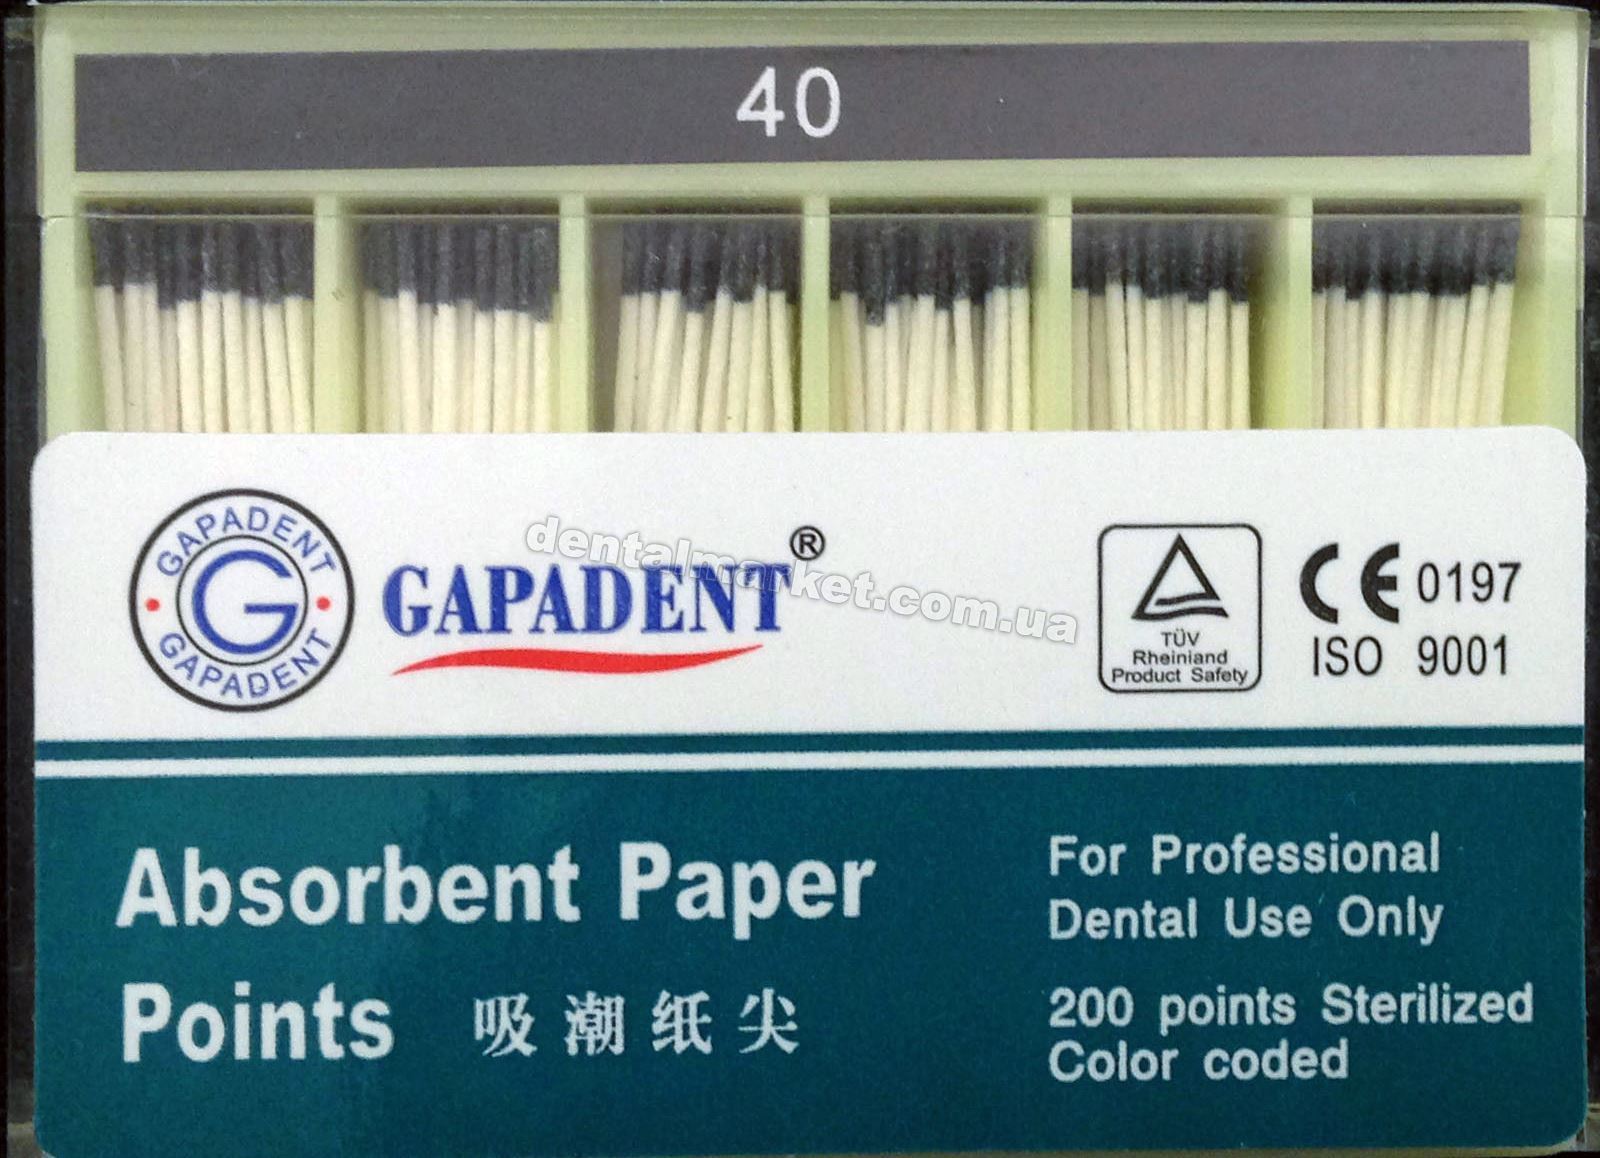 40
GAPADENT
G
GAPADENT
GAPADENT®
dentalmarket.com.ua
TÜV
Rheinland
Product Safety
CE 0197
ISO 9001
Absorbent Paper
Points 吸潮纸尖
For Professional
Dental Use Only
200 points Sterilized
Color coded